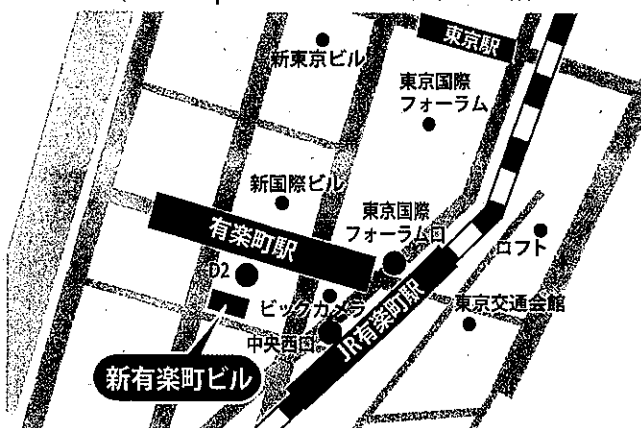 東京駅
新東京ビル
東京国際
フォーラム
新国際ビル
有楽町駅
東京国際
フォーラム口
ロフト
D2
ビックカメラ
東京交通会館
中央西口
JR有楽町駅
新有楽町ビル